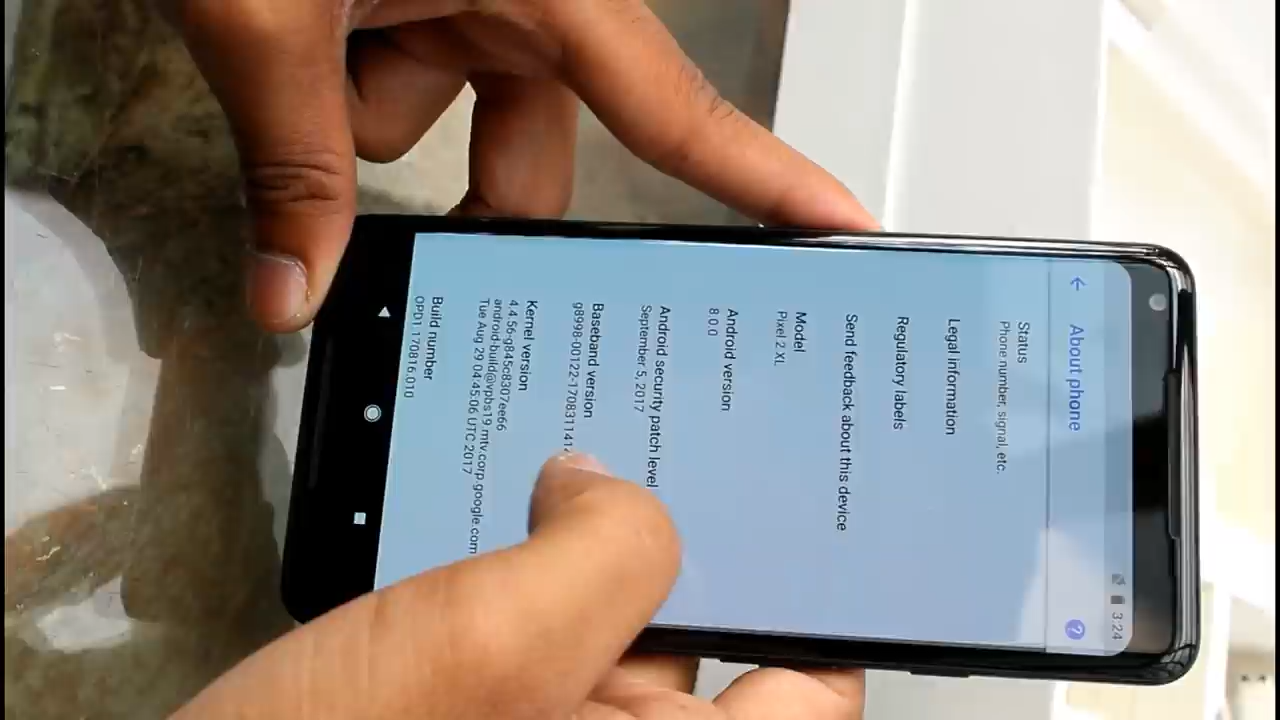 3:24
About phone
?
Status
Phone number, signal, etc.
Legal information
Regulatory labels
Send feedback about this device
Model
Pixel 2 XL
Android version
8.0.0
Android security patch level
September 5, 2017
Baseband version
g8998-00122-1708311412
Kernel version
4.4.56-g845c8307ee66
android-build@vpbs19.mtv.corp.google.com
Tue Aug 29 04:45:06 UTC 2017
Build number
OPD1.170816.010